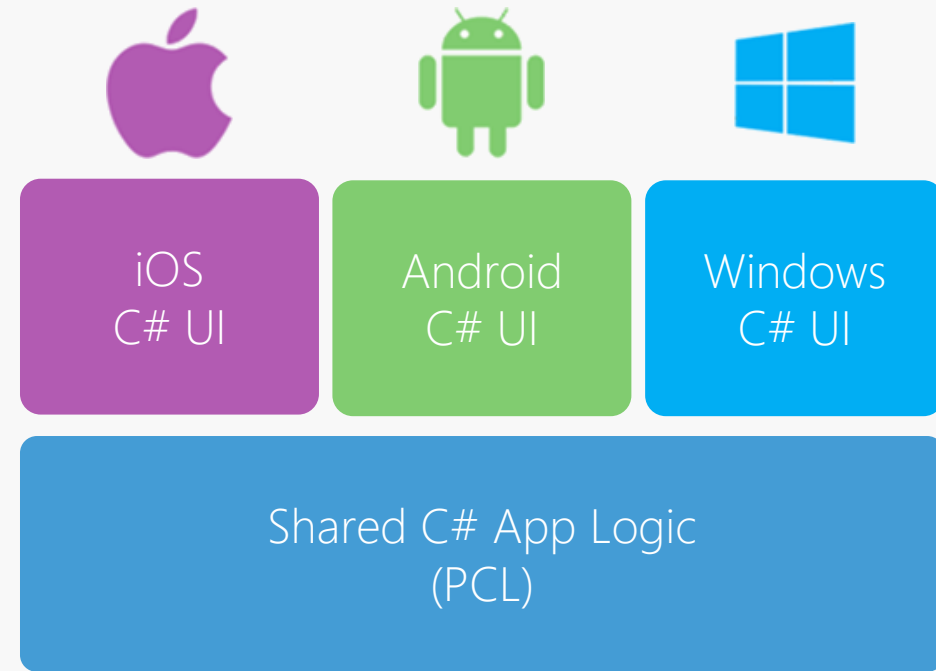 iOS
C# UI
Android
C# UI
Windows
C# UI
Shared C# App Logic
(PCL)